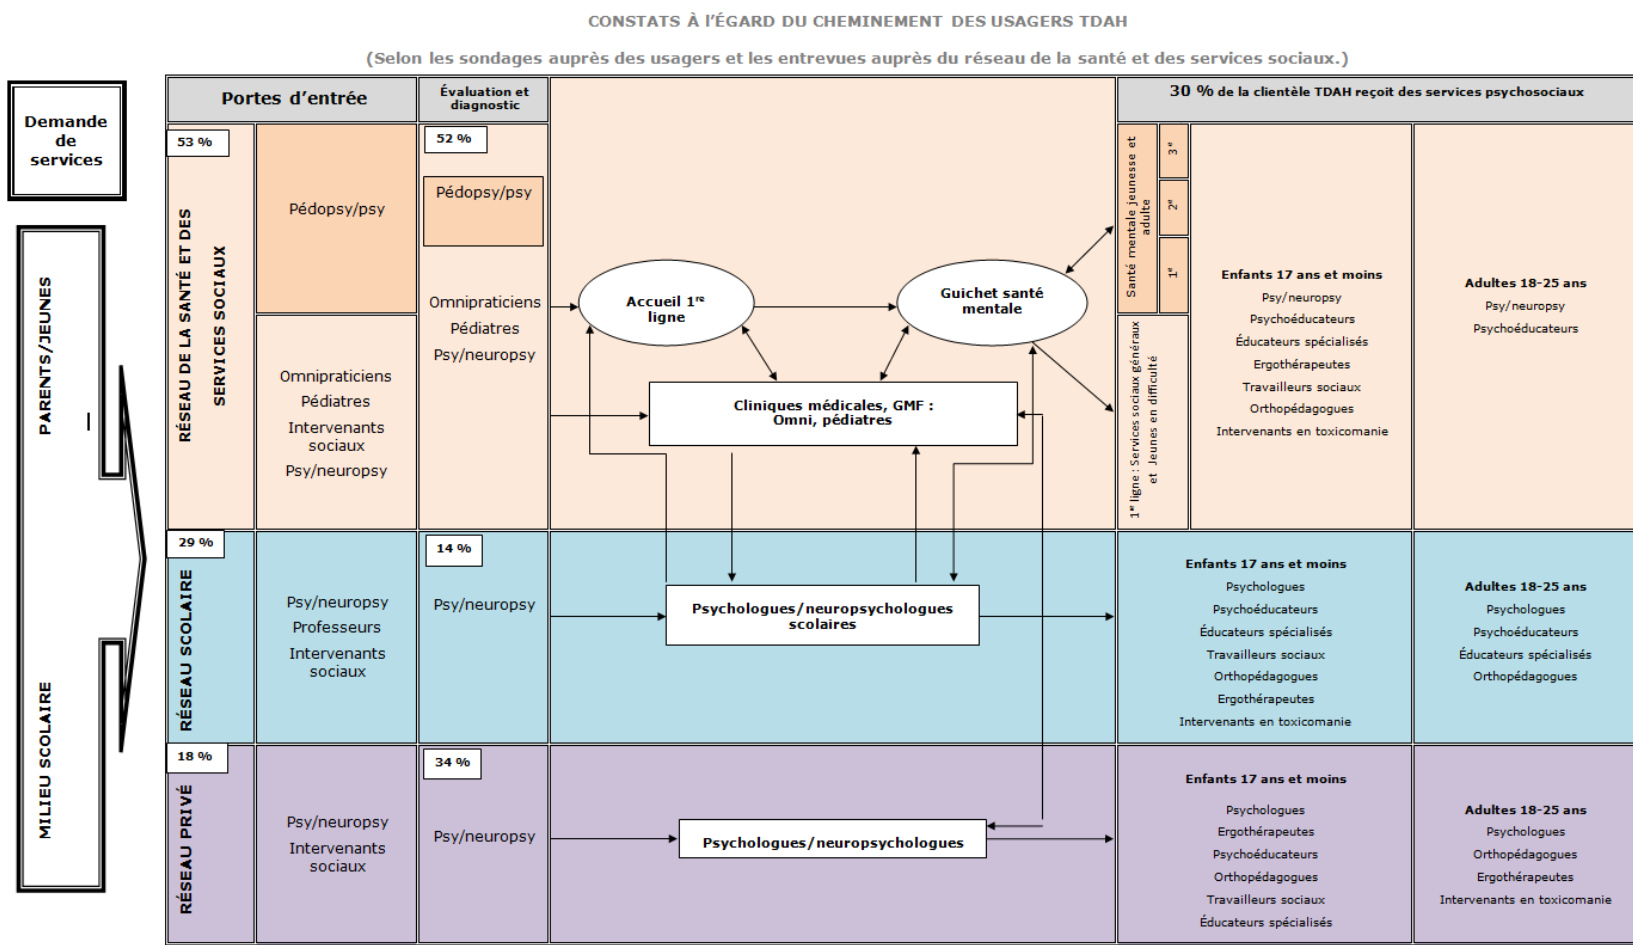 CONSTATS À l’ÉGARD DU CHEMINEMENT DES USAGERS TDAH
(Selon les sondages auprès des usagers et les entrevues auprès du réseau de la santé et des services sociaux.)
Demande
de
services
PARENTS/JEUNES
MILIEU SCOLAIRE
Portes d’entrée
Évaluation et
diagnostic
30 % de la clientèle TDAH reçoit des services psychosociaux
53 %
RÉSEAU DE LA SANTÉ ET DES
SERVICES SOCIAUX
Pédopsy/psy
Omnipraticiens
Pédiatres
Intervenants
sociaux
Psy/neuropsy
52 %
Pédopsy/psy
Omnipraticiens
Pédiatres
Psy/neuropsy
Accueil 1re
ligne
Guichet santé
mentale
Cliniques médicales, GMF :
Omni, pédiatres
Santé mentale jeunesse et
adulte
3e
2e
1e
1re ligne : Services sociaux généraux
et Jeunes en difficulté
Enfants 17 ans et moins
Psy/neuropsy
Psychoéducateurs
Éducateurs spécialisés
Ergothérapeutes
Travailleurs sociaux
Orthopédagogues
Intervenants en toxicomanie
Adultes 18-25 ans
Psy/neuropsy
Psychoéducateurs
29 %
RÉSEAU SCOLAIRE
Psy/neuropsy
Professeurs
Intervenants
sociaux
14 %
Psy/neuropsy
Psychologues/neuropsychologues
scolaires
Enfants 17 ans et moins
Psychologues
Psychoéducateurs
Éducateurs spécialisés
Travailleurs sociaux
Orthopédagogues
Ergothérapeutes
Intervenants en toxicomanie
Adultes 18-25 ans
Psychologues
Psychoéducateurs
Éducateurs spécialisés
Orthopédagogues
18 %
RÉSEAU PRIVÉ
Psy/neuropsy
Intervenants
sociaux
34 %
Psy/neuropsy
Psychologues/neuropsychologues
Enfants 17 ans et moins
Psychologues
Ergothérapeutes
Psychoéducateurs
Orthopédagogues
Travailleurs sociaux
Éducateurs spécialisés
Adultes 18-25 ans
Psychologues
Orthopédagogues
Ergothérapeutes
Intervenants en toxicomanie